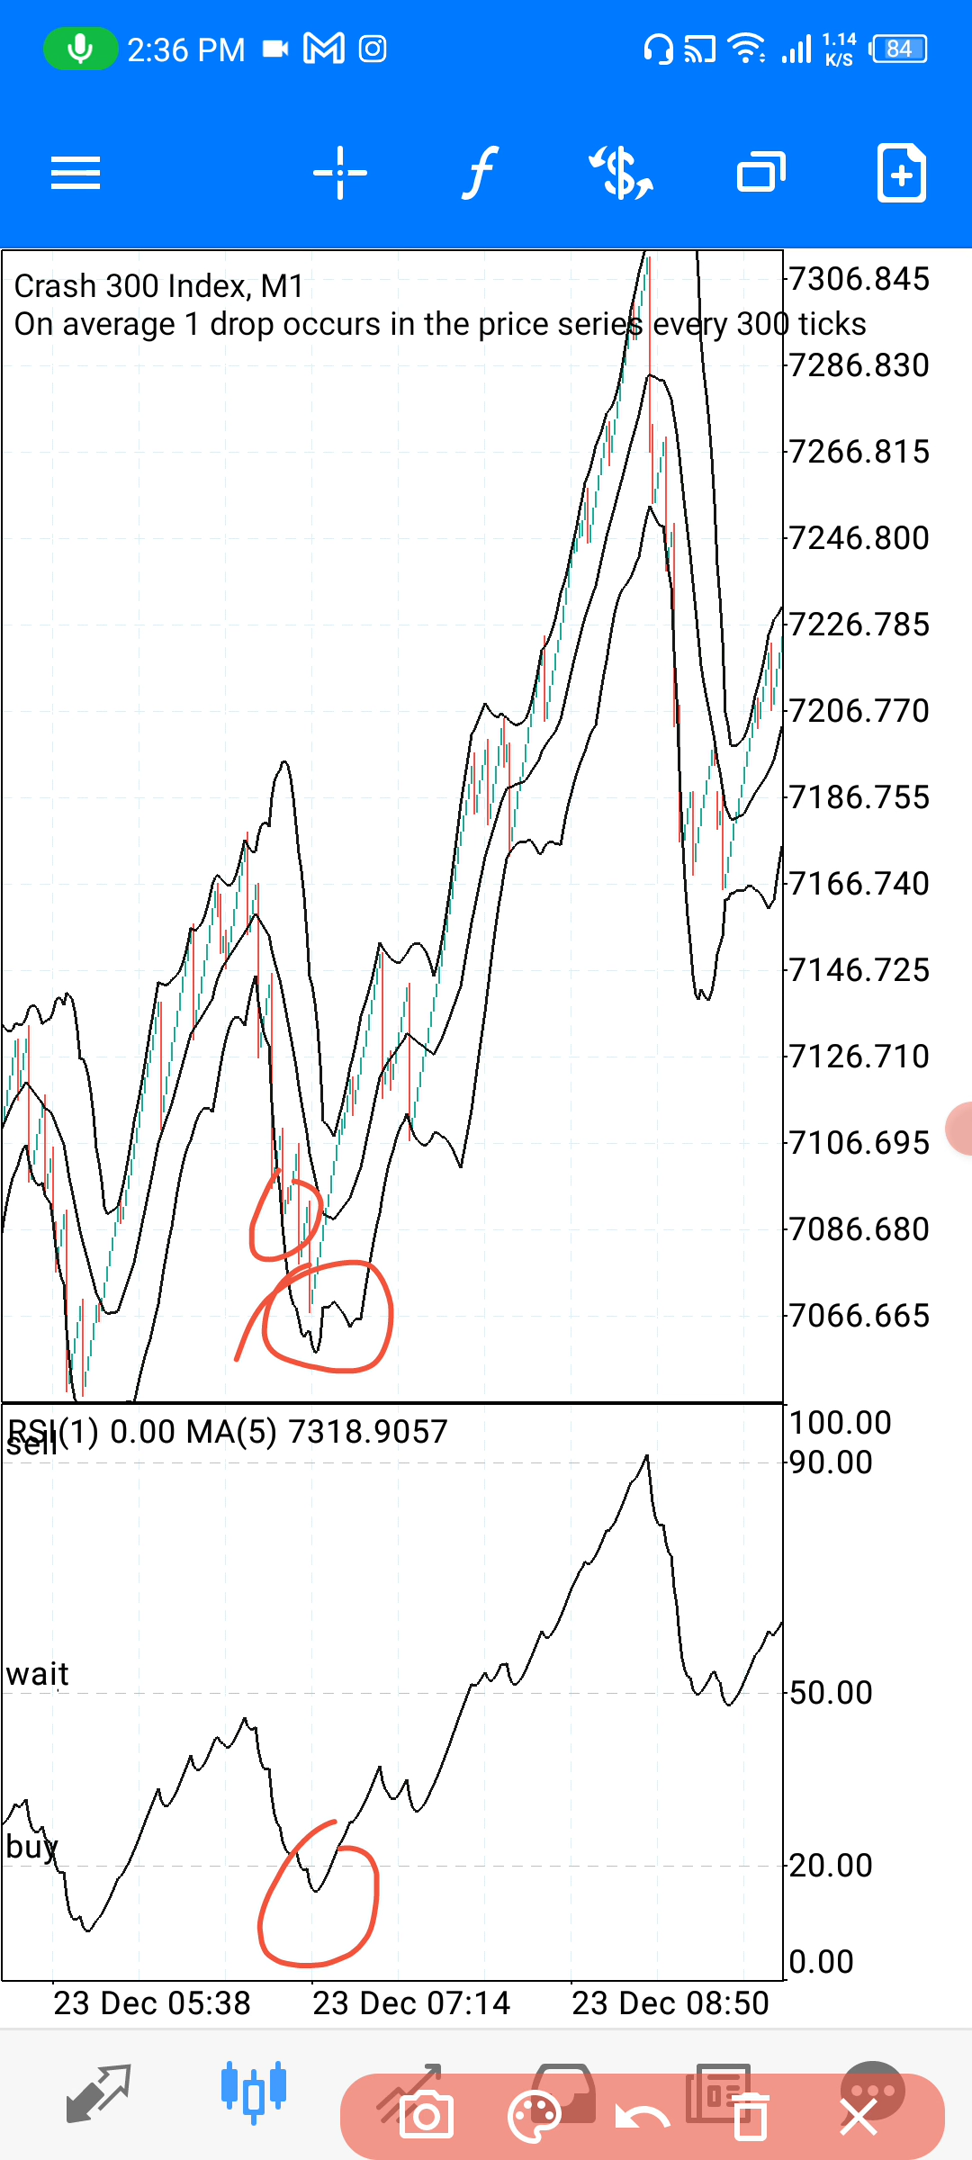 2:36 PM
1.14
K/S
84
Crash 300 Index, M1
On average 1 drop occurs in the price series every 300 ticks
7306.845
7286.830
7266.815
7246.800
7226.785
7206.770
7186.755
7166.740
7146.725
7126.710
7106.695
7086.680
7066.665
RSI(1) 0.00 MA(5) 7318.9057
sell
100.00
90.00
wait
50.00
buy
20.00
0.00
23 Dec 05:38
23 Dec 07:14
23 Dec 08:50